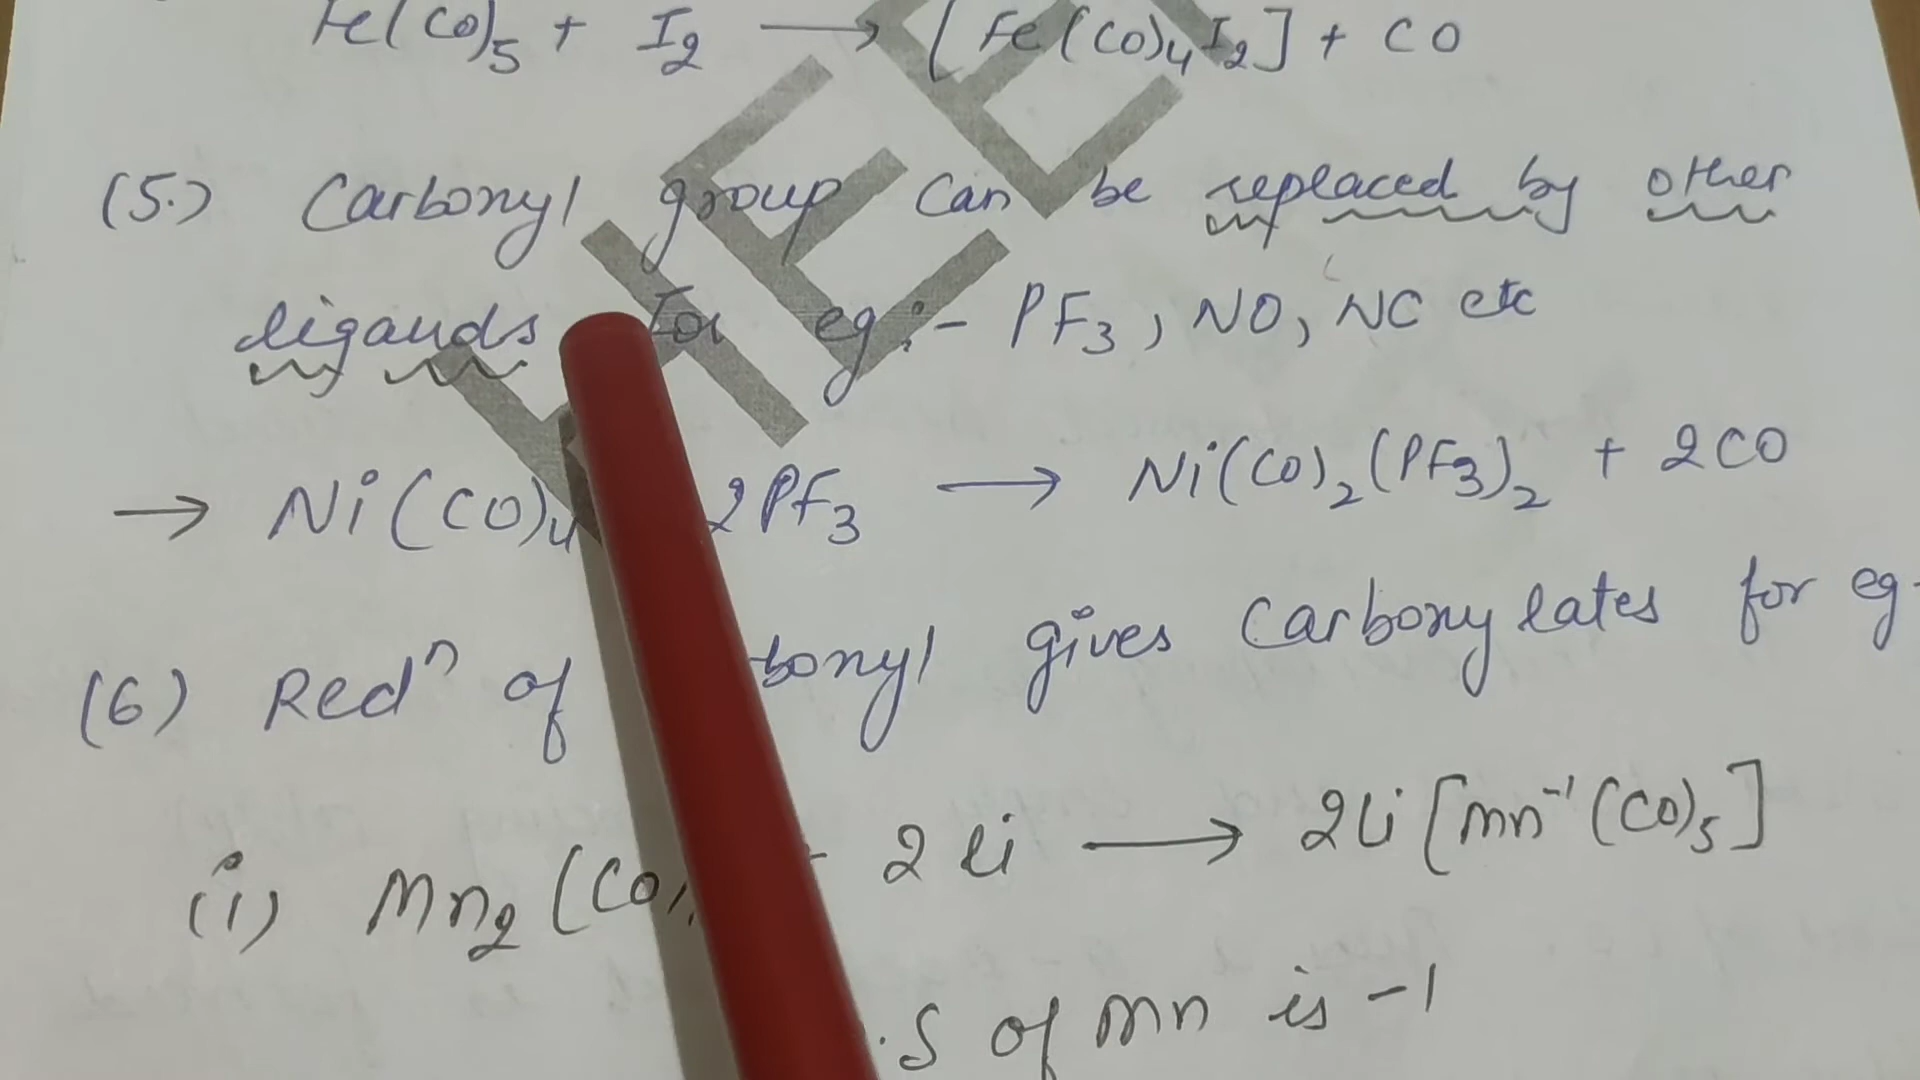 Fe(CO)5 + I2 → [Fe(CO)4I2] + CO
(5.) Carbonyl group can be replaced by other
ligands For eg:- PF3, NO, NC etc
→ Ni(CO)4 2PF3 → Ni(CO)2(PF3)2 + 2CO
(6) Redn of bonyl gives Carbonylates for eg-
(i) Mn2(CO) 2Li → 2Li[Mn-1(CO)5]
.S of Mn is -1